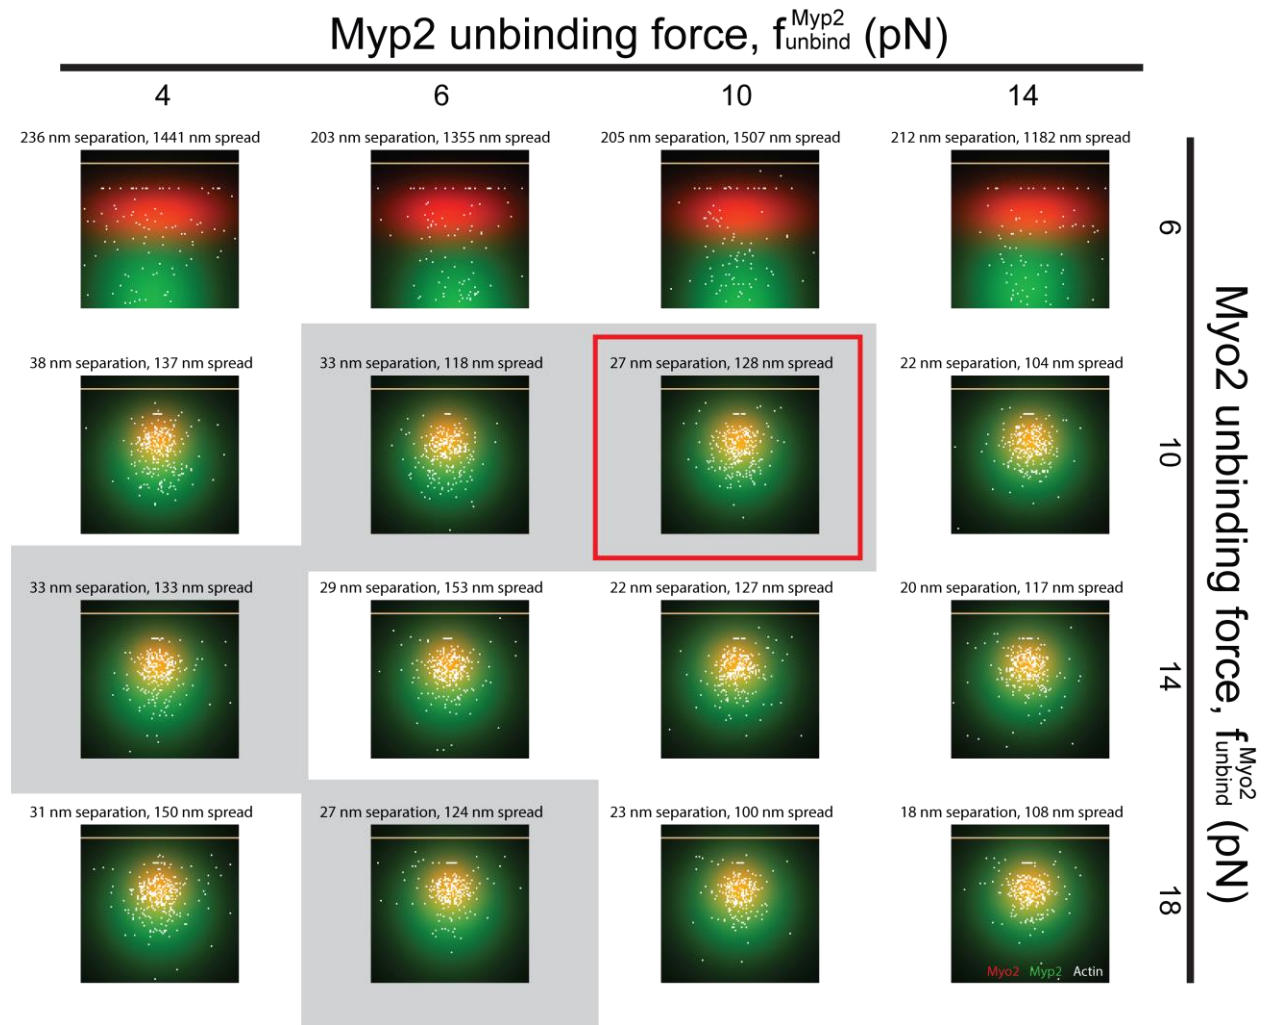 Myp2 unbinding force, f Myp2 unbind (pN)
4 6 10 14
236 nm separation, 1441 nm spread 203 nm separation, 1355 nm spread 205 nm separation, 1507 nm spread 212 nm separation, 1182 nm spread
6
38 nm separation, 137 nm spread 33 nm separation, 118 nm spread 27 nm separation, 128 nm spread 22 nm separation, 104 nm spread
10
33 nm separation, 133 nm spread 29 nm separation, 153 nm spread 22 nm separation, 127 nm spread 20 nm separation, 117 nm spread
14
31 nm separation, 150 nm spread 27 nm separation, 124 nm spread 23 nm separation, 100 nm spread 18 nm separation, 108 nm spread
18
Myo2 Myp2 Actin
Myo2 unbinding force, f Myo2 unbind (pN)